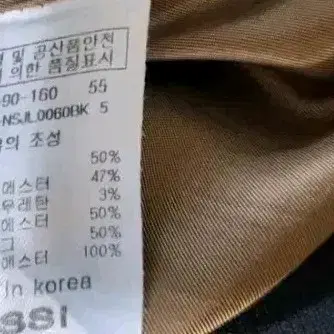 및 공산품안전
의한 품질표시
-90-160 55
-NSJL0060BK 5
의 조성
50%
에스터 47%
우레탄 3%
에스터 50%
그 50%
에스터 100%
in korea
SSI